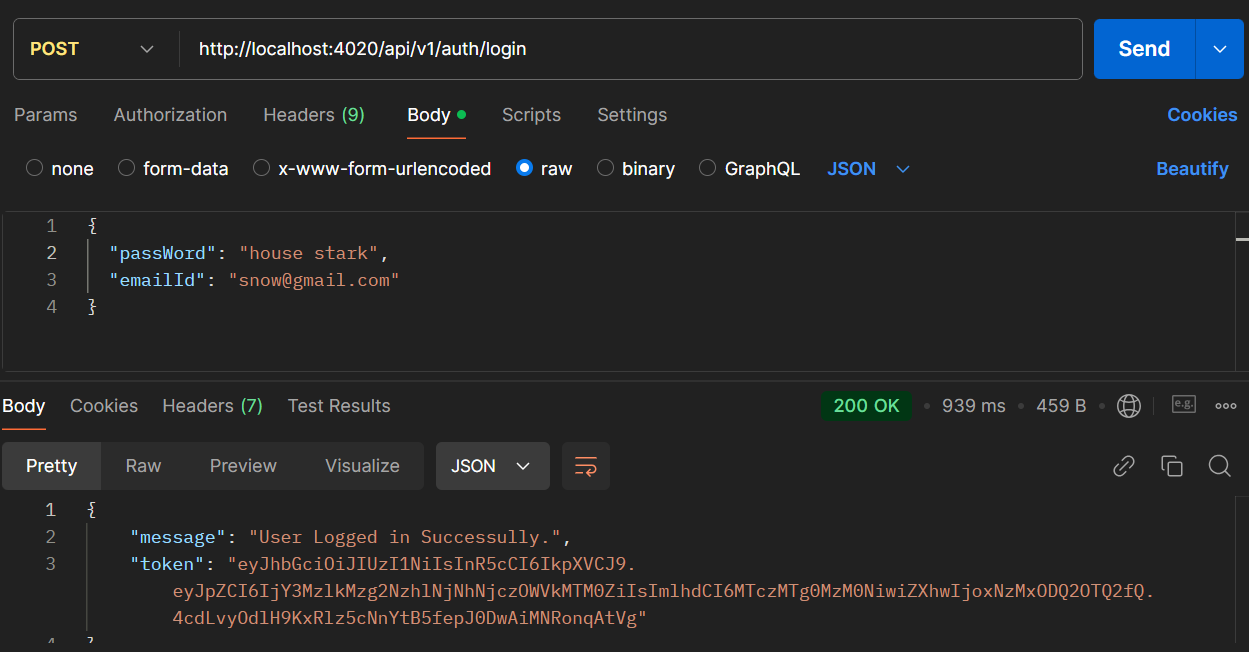 POST http://localhost:4020/api/v1/auth/login Send
Params Authorization Headers (9) Body Scripts Settings Cookies
none form-data x-www-form-urlencoded raw binary GraphQL JSON Beautify
1 {
2 "passWord": "house stark",
3 "emailId": "snow@gmail.com"
4 }
Body Cookies Headers (7) Test Results 200 OK 939 ms 459 B e.g.
Pretty Raw Preview Visualize JSON
1 {
2 "message": "User Logged in Successully.",
3 "token": "eyJhbGciOiJIUzI1NiIsInR5cCI6IkpXVCJ9.
eyJpZCI6IjY3MzlkMzg2NzhlNjNhNjczOWVkMTM0ZiIsImlhdCI6MTczMTg0MzM0NiwiZXhwIjoxNzMxODQ2OTQ2fQ.
4cdLvyOdlH9KxRlz5cNnYtB5fepJ0DwAiMNRonqAtVg"
4 }